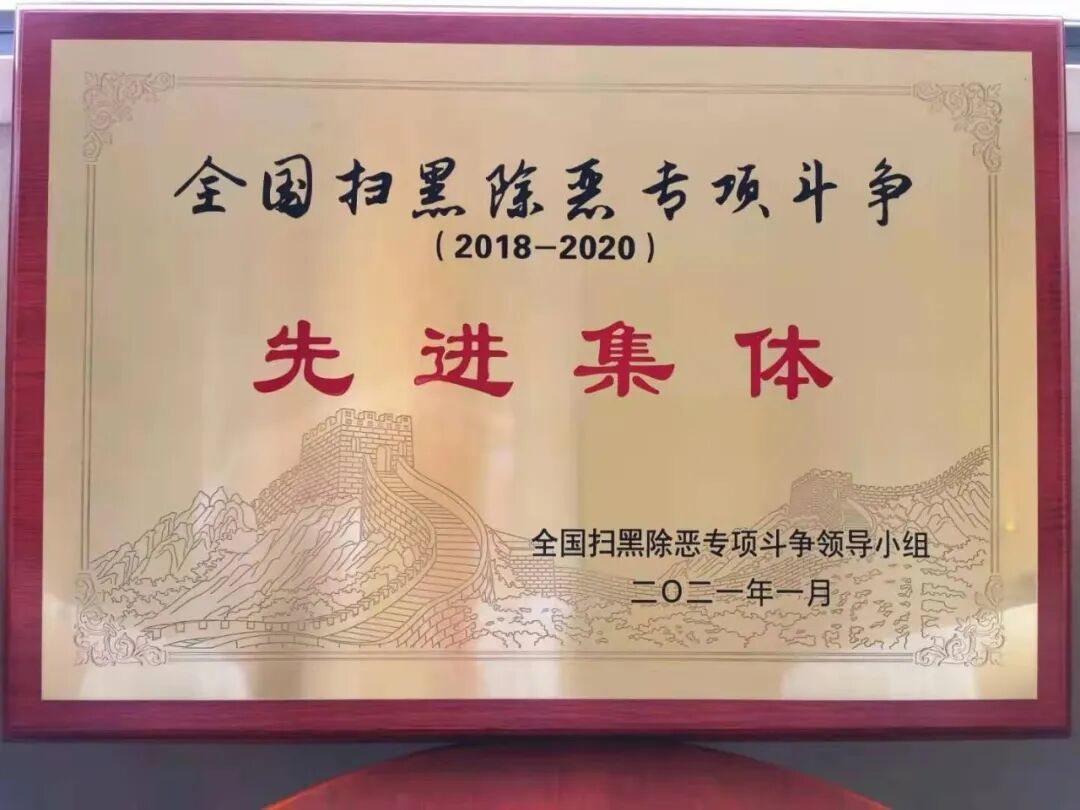 全国扫黑除恶专项斗争
（2018－2020）
先进集体
全国扫黑除恶专项斗争领导小组
二〇二一年一月